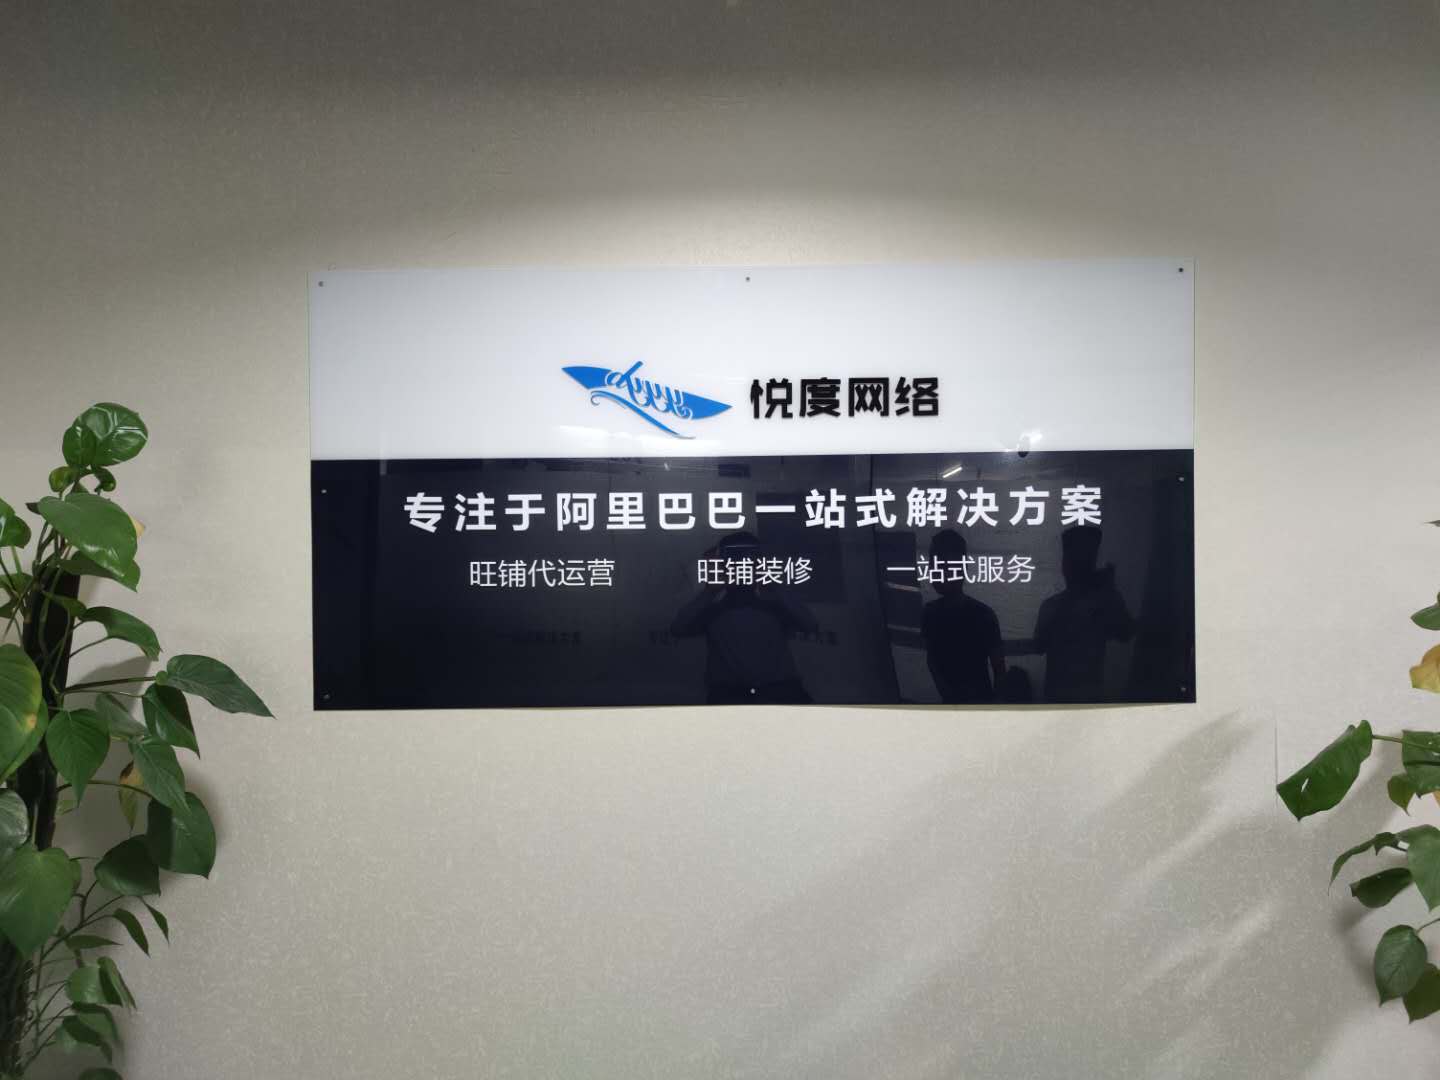 悦度网络
专注于阿里巴巴一站式解决方案
旺铺代运营 旺铺装修 一站式服务